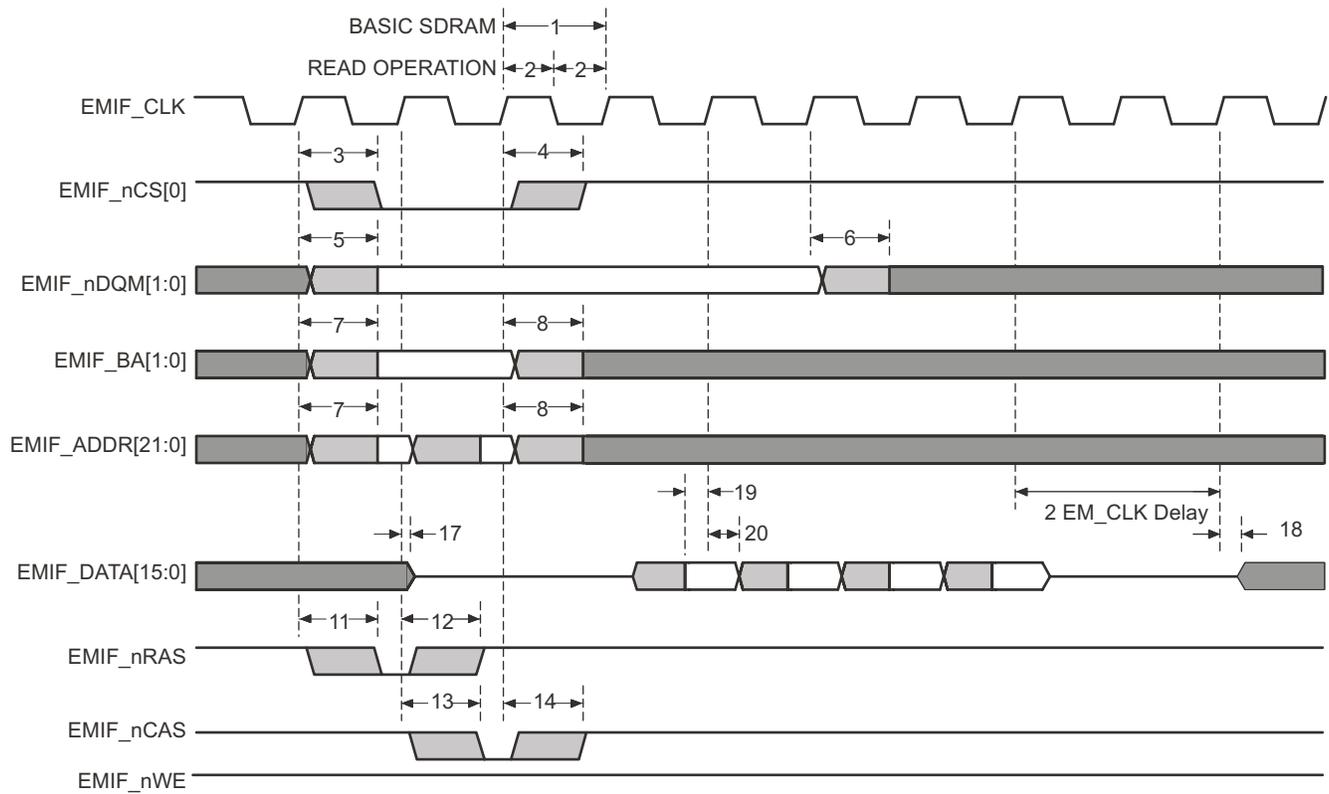 BASIC SDRAM 1
READ OPERATION 2 2
EMIF_CLK
3 4
EMIF_nCS[0]
5 6
EMIF_nDQM[1:0]
7 8
EMIF_BA[1:0]
7 8
EMIF_ADDR[21:0]
19
2 EM_CLK Delay
17 20 18
EMIF_DATA[15:0]
11 12
EMIF_nRAS
13 14
EMIF_nCAS
EMIF_nWE